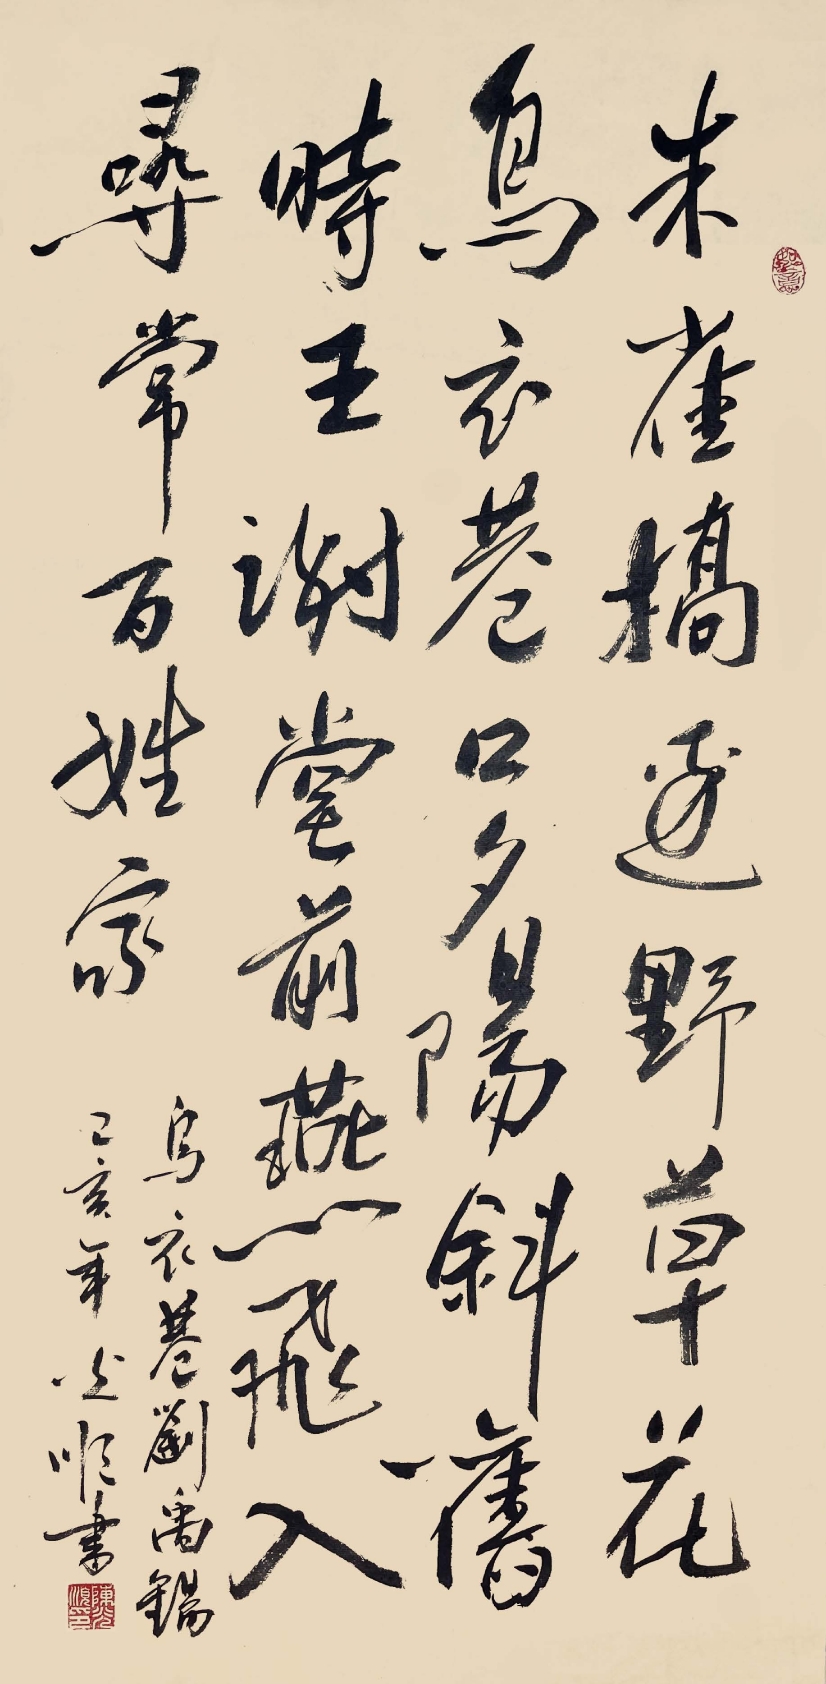 朱雀橋邊野草花
烏衣巷口夕陽斜舊
時王謝堂前燕飛入
尋常百姓家
烏衣巷劉禹錫
己亥年光順書